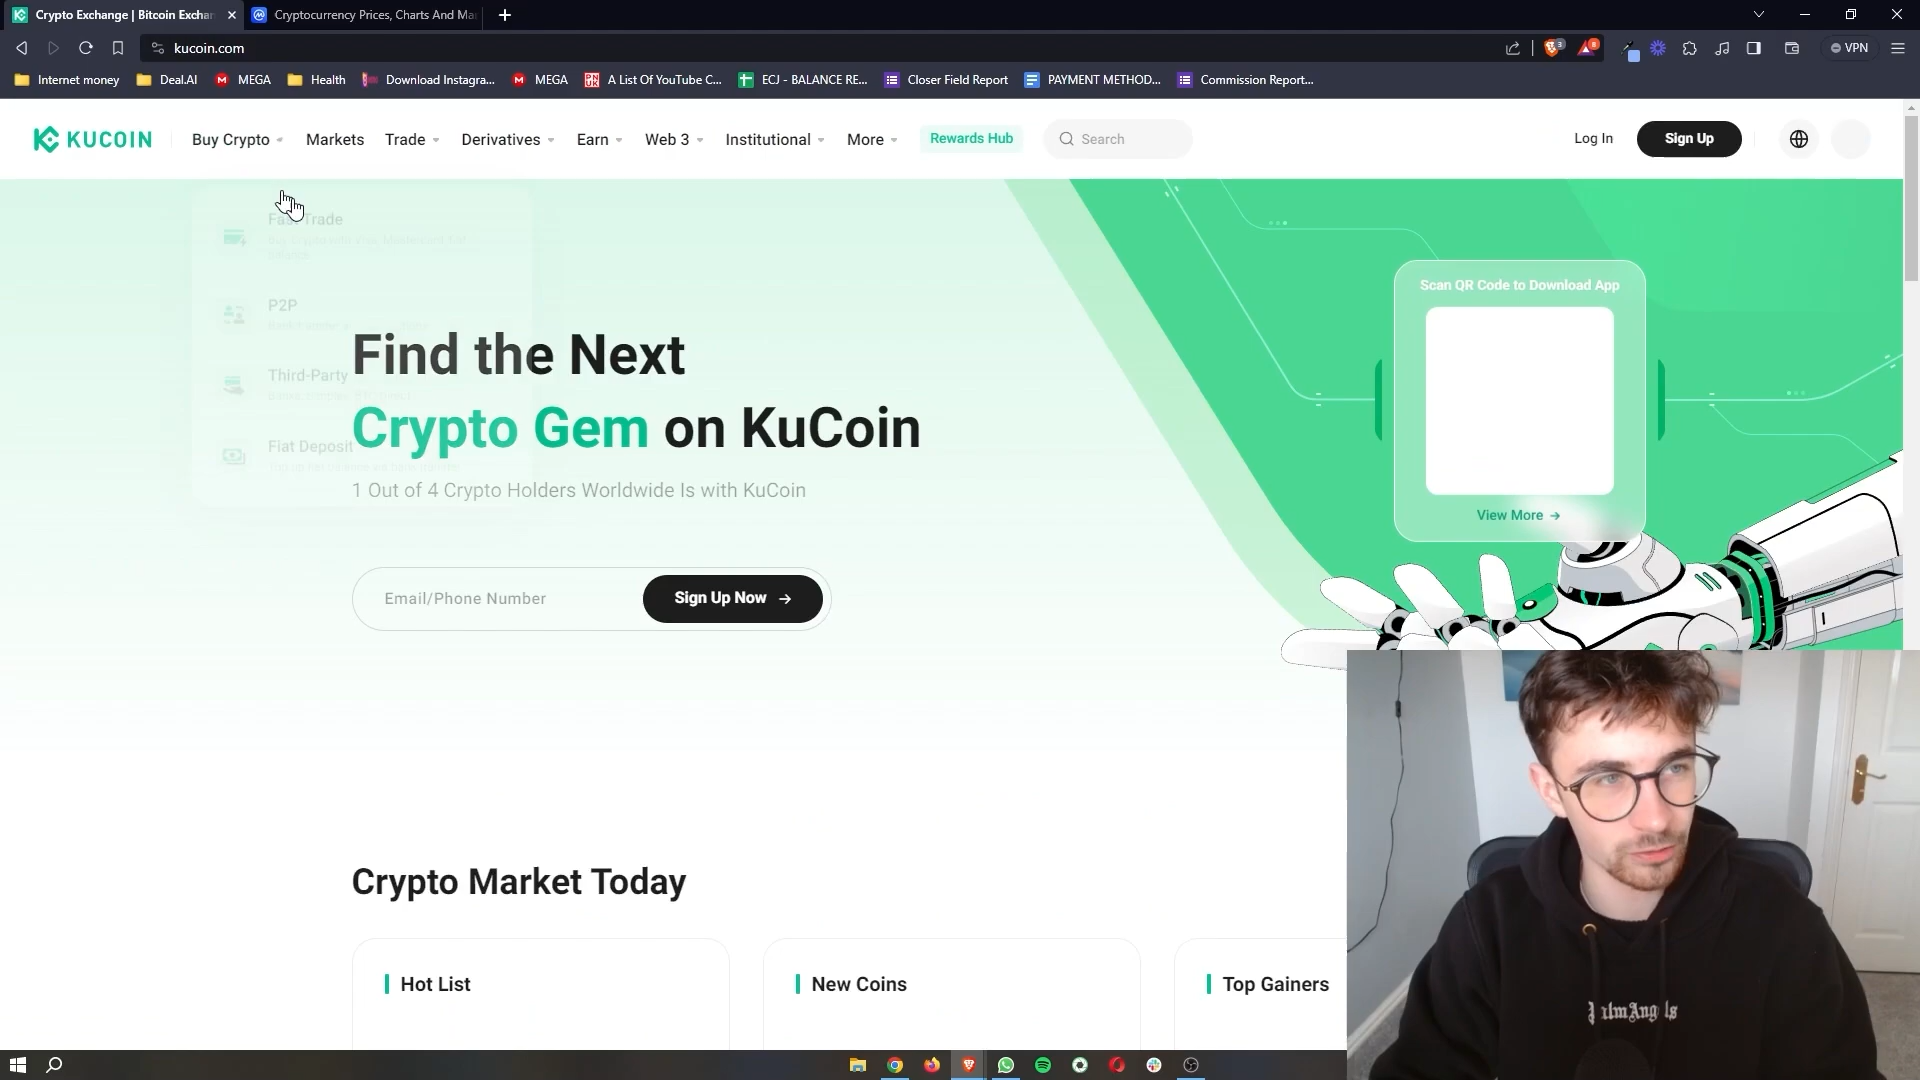 Crypto Exchange | Bitcoin Exchan
Cryptocurrency Prices, Charts And Mar
kucoin.com
3
8
VPN
Internet money
Deal.AI
MEGA
Health
Download Instagra...
MEGA
A List Of YouTube C...
ECJ - BALANCE RE...
Closer Field Report
PAYMENT METHOD...
Commission Report...
KUCOIN
Buy Crypto
Markets
Trade
Derivatives
Earn
Web 3
Institutional
More
Rewards Hub
Search
Log In
Sign Up
Fast Trade
P2P
Third-Party
Fiat Deposit
Find the Next
Crypto Gem on KuCoin
1 Out of 4 Crypto Holders Worldwide Is with KuCoin
Email/Phone Number
Sign Up Now
Scan QR Code to Download App
View More
Crypto Market Today
Hot List
New Coins
Top Gainers